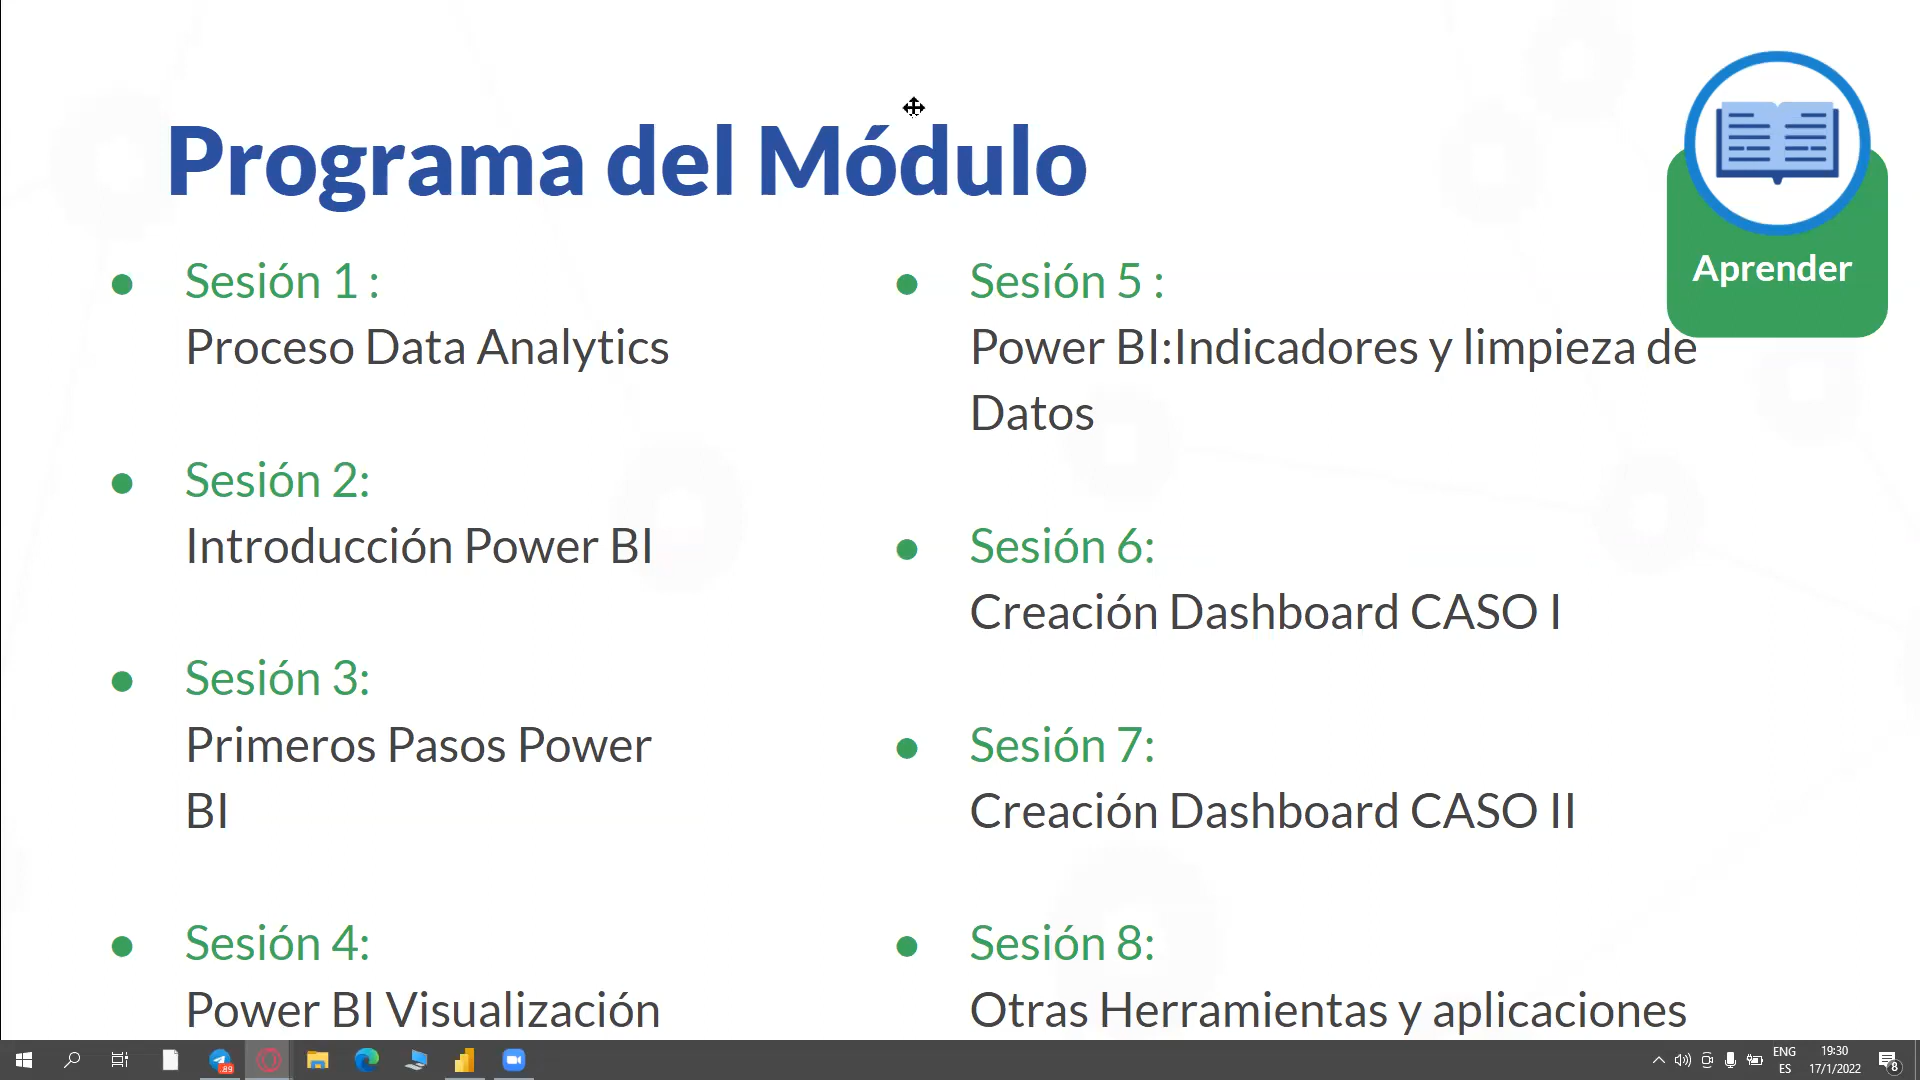 Programa del Módulo
Aprender
Sesión 1 :
Proceso Data Analytics
Sesión 2:
Introducción Power BI
Sesión 3:
Primeros Pasos Power
BI
Sesión 4:
Power BI Visualización
Sesión 5 :
Power BI:Indicadores y limpieza de
Datos
Sesión 6:
Creación Dashboard CASO I
Sesión 7:
Creación Dashboard CASO II
Sesión 8:
Otras Herramientas y aplicaciones
.89
ENG
ES
19:30
17/1/2022
8